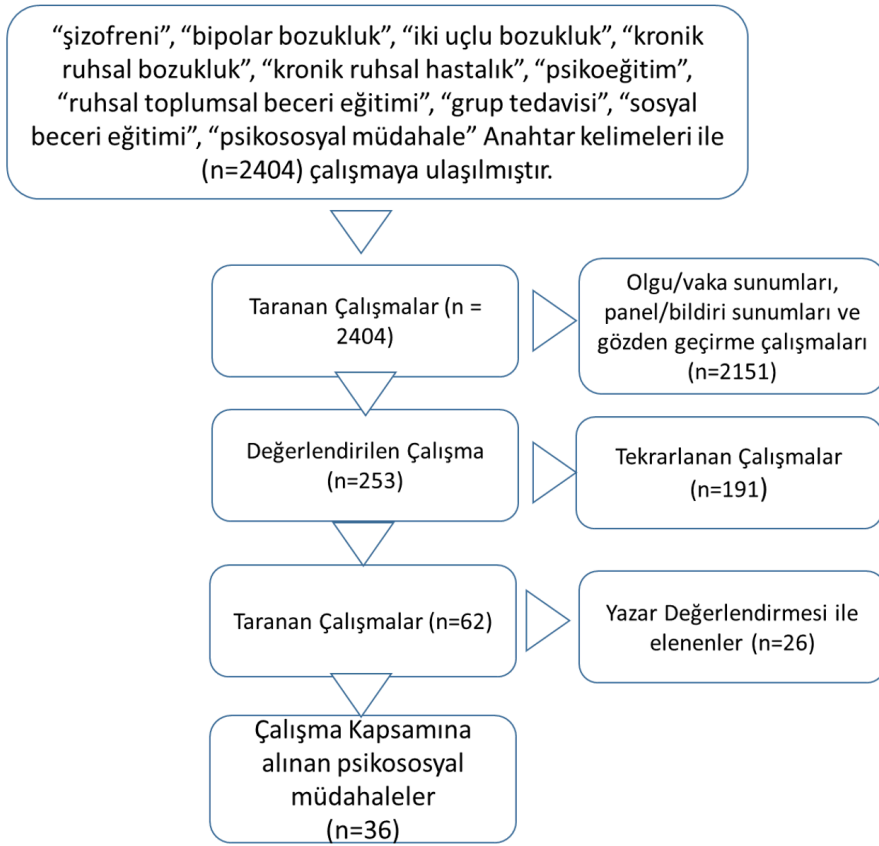 “şizofreni”, “bipolar bozukluk”, “iki uçlu bozukluk”, “kronik
ruhsal bozukluk”, “kronik ruhsal hastalık”, “psikoeğitim”,
“ruhsal toplumsal beceri eğitimi”, “grup tedavisi”, “sosyal
beceri eğitimi”, “psikososyal müdahale” Anahtar kelimeleri ile
(n=2404) çalışmaya ulaşılmıştır.
Taranan Çalışmalar (n =
2404)
Olgu/vaka sunumları,
panel/bildiri sunumları ve
gözden geçirme çalışmaları
(n=2151)
Değerlendirilen Çalışma
(n=253)
Tekrarlanan Çalışmalar
(n=191)
Taranan Çalışmalar (n=62)
Yazar Değerlendirmesi ile
elenenler (n=26)
Çalışma Kapsamına
alınan psikososyal
müdahaleler
(n=36)